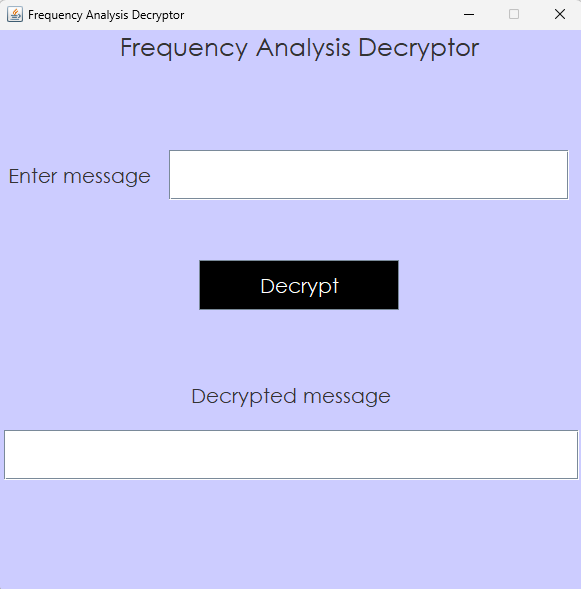 Frequency Analysis Decryptor
Frequency Analysis Decryptor
Enter message
Decrypt
Decrypted message